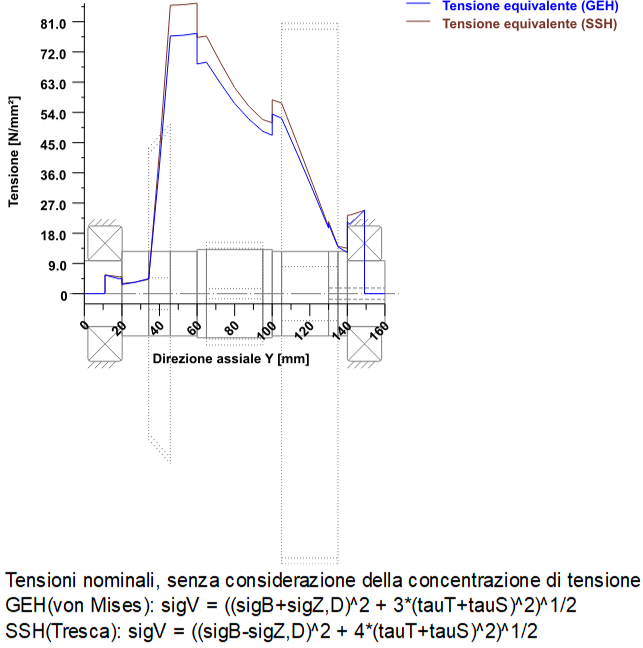 Tensione equivalente (GEH)
Tensione equivalente (SSH)
Tensione [N/mm²]
81.0
72.0
63.0
54.0
45.0
36.0
27.0
18.0
9.0
0
0 20 40 60 80 100 120 140 160
Direzione assiale Y [mm]
Tensioni nominali, senza considerazione della concentrazione di tensione
GEH(von Mises): sigV = ((sigB+sigZ,D)^2 + 3*(tauT+tauS)^2)^1/2
SSH(Tresca): sigV = ((sigB-sigZ,D)^2 + 4*(tauT+tauS)^2)^1/2